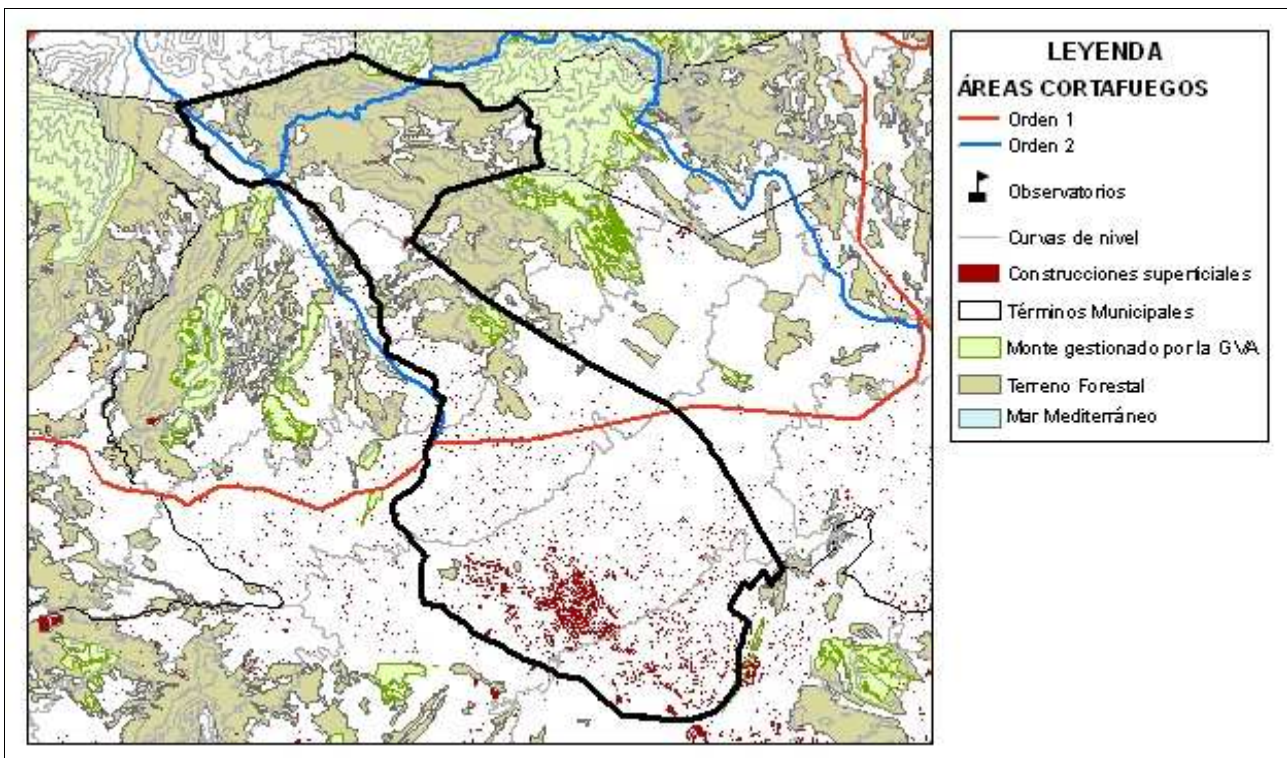 LEYENDA
ÁREAS CORTAFUEGOS
Orden 1
Orden 2
Observatorios
Curvas de nivel
Construcciones superficiales
Términos Municipales
Monte gestionado por la GVA
Terreno Forestal
Mar Mediterráneo